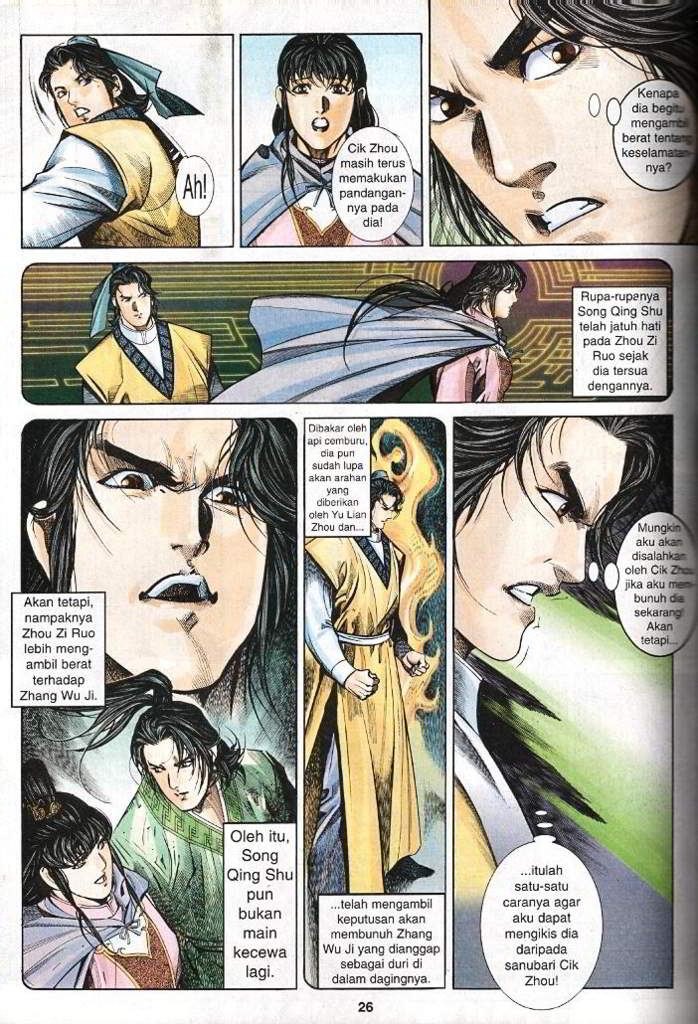 Ah!
Cik Zhou
masih terus
memakukan
pandangan-
nya pada
dia!
Kenapa
dia begitu
mengambil
berat tentang
keselamatan-
nya?
Rupa-rupanya
Song Qing Shu
telah jatuh hati
pada Zhou Zi
Ruo sejak
dia tersua
dengannya.
Akan tetapi,
nampaknya
Zhou Zi Ruo
lebih meng-
ambil berat
terhadap
Zhang Wu Ji.
Oleh itu,
Song
Qing Shu
pun
bukan
main
kecewa
lagi.
Dibakar oleh
api cemburu,
dia pun
sudah lupa
akan arahan
yang
diberikan
oleh Yu Lian
Zhou dan...
...telah mengambil
keputusan akan
membunuh Zhang
Wu Ji yang dianggap
sebagai duri di
dalam dagingnya.
Mungkin
aku akan
disalahkan
oleh Cik Zhou
jika aku mem-
bunuh dia
sekarang!
Akan
tetapi...
...itulah
satu-satu
caranya agar
aku dapat
mengikis dia
daripada
sanubari Cik
Zhou!
26